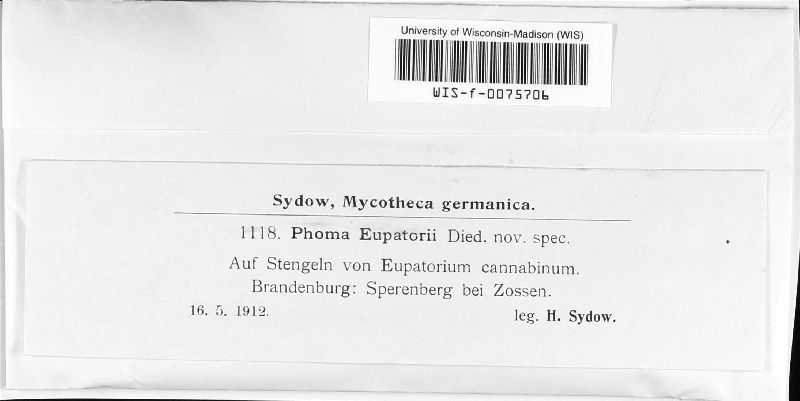 University of Wisconsin-Madison (WIS)
WIS-f-0075706
Sydow, Mycotheca germanica.
1118. Phoma Eupatorii Died. nov. spec.
Auf Stengeln von Eupatorium cannabinum.
Brandenburg: Sperenberg bei Zossen.
16. 5. 1912. leg. H. Sydow.